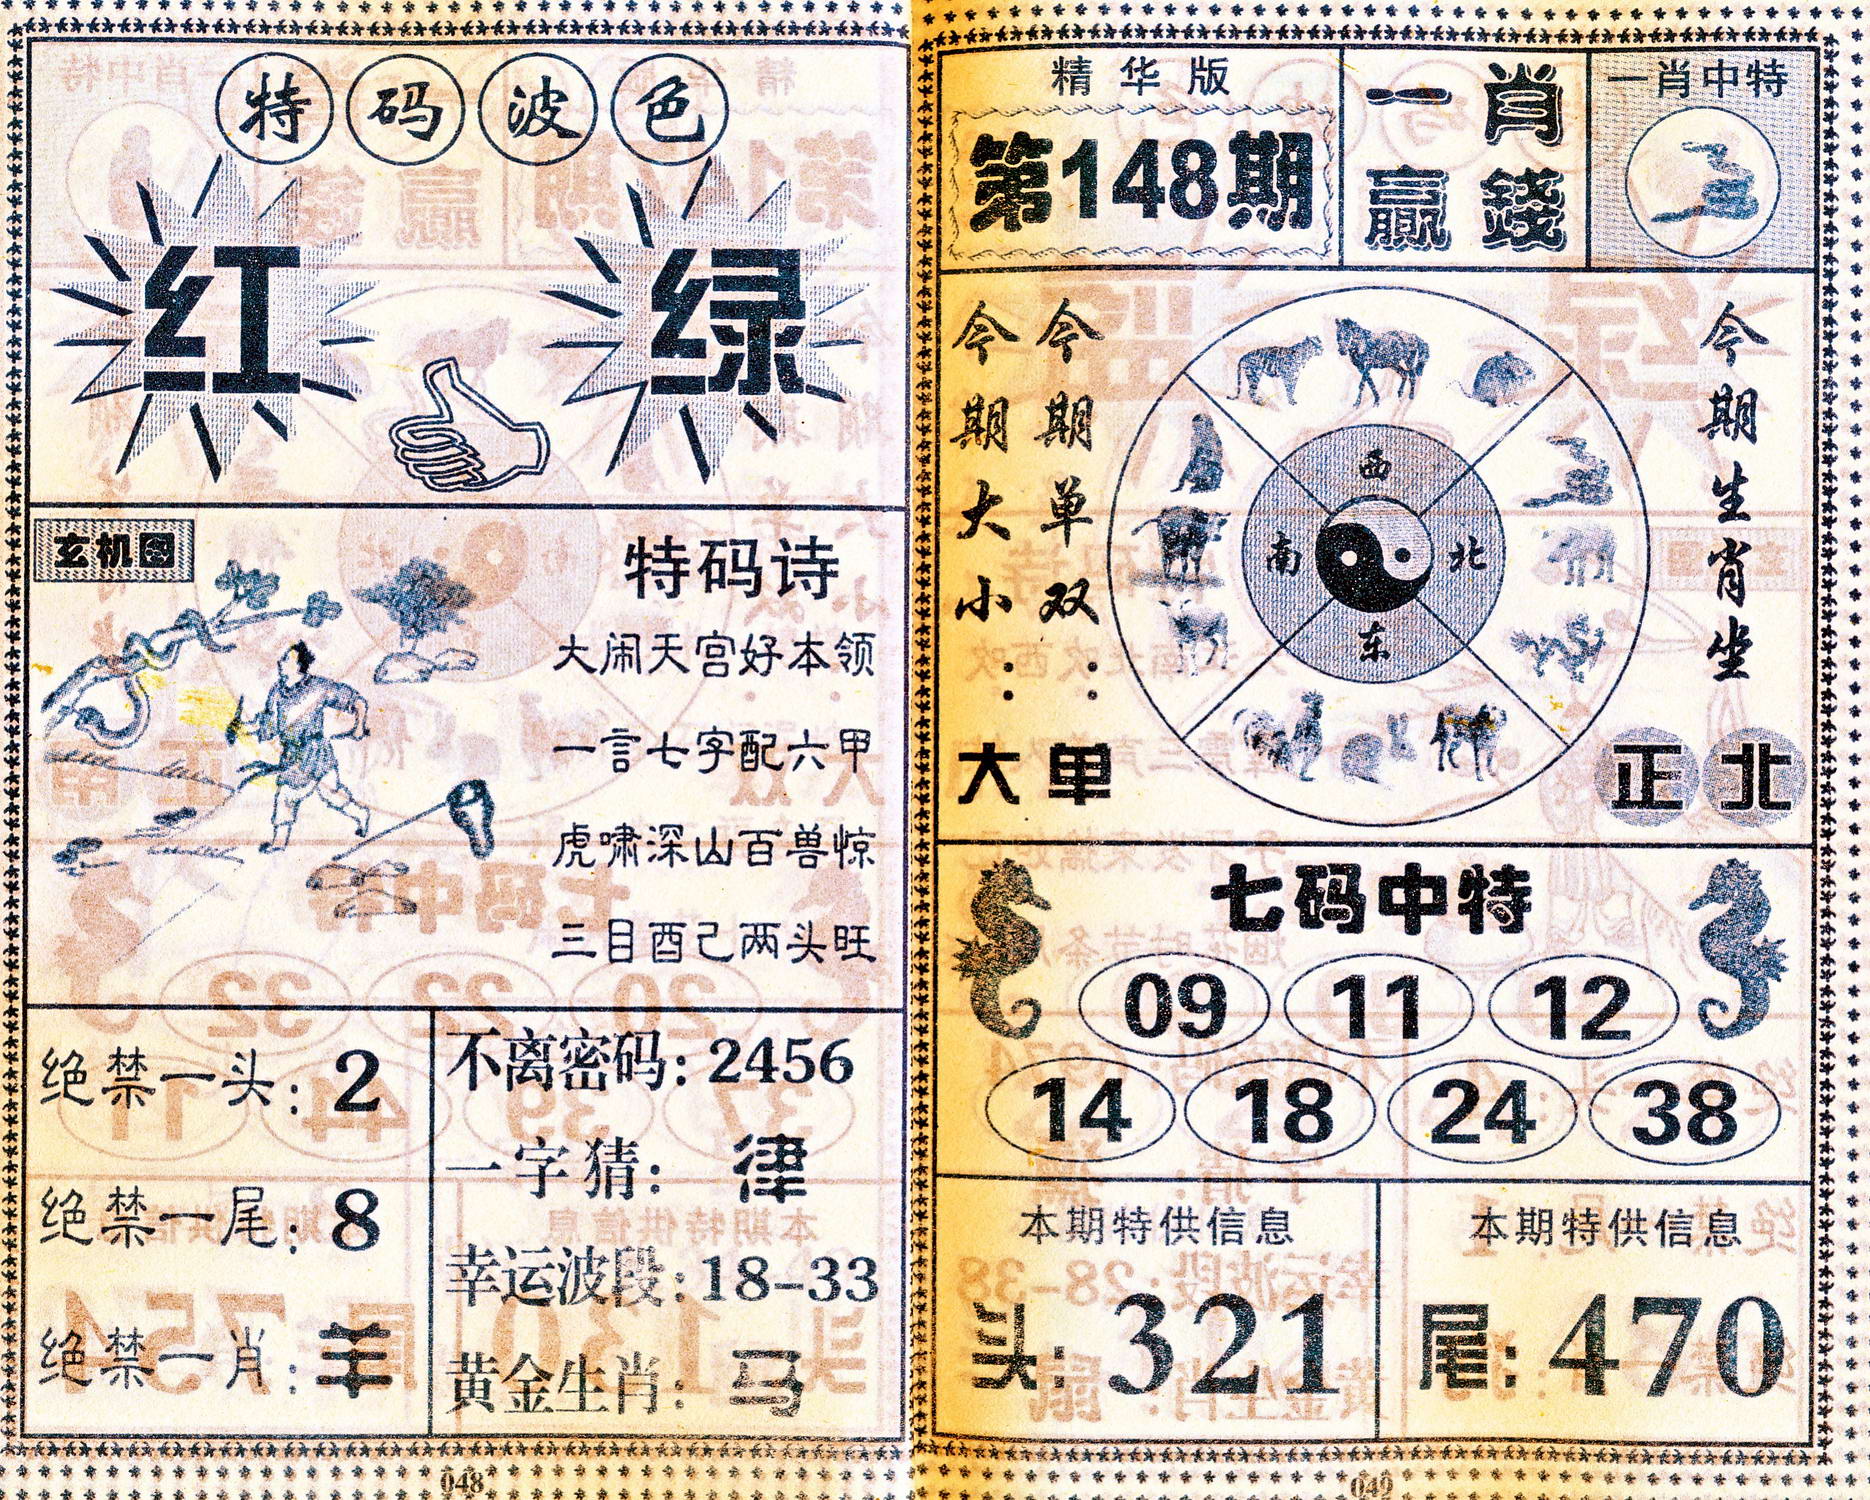 特码波色
红 绿
玄机图
特码诗
大闹天宫好本领
一言七字配六甲
虎啸深山百兽惊
三目酉己两头旺
绝禁一头：2
绝禁一尾：8
绝禁一肖：羊
不离密码：2456
一字猜：律
幸运波段：18-33
黄金生肖：马
048
精华版
第148期
一肖
赢錢
一肖中特
今期大小：大
今期单双：单
西
南
北
东
今期生肖坐
正北
七码中特
09 11 12
14 18 24 38
本期特供信息
头：321
本期特供信息
尾：470
049